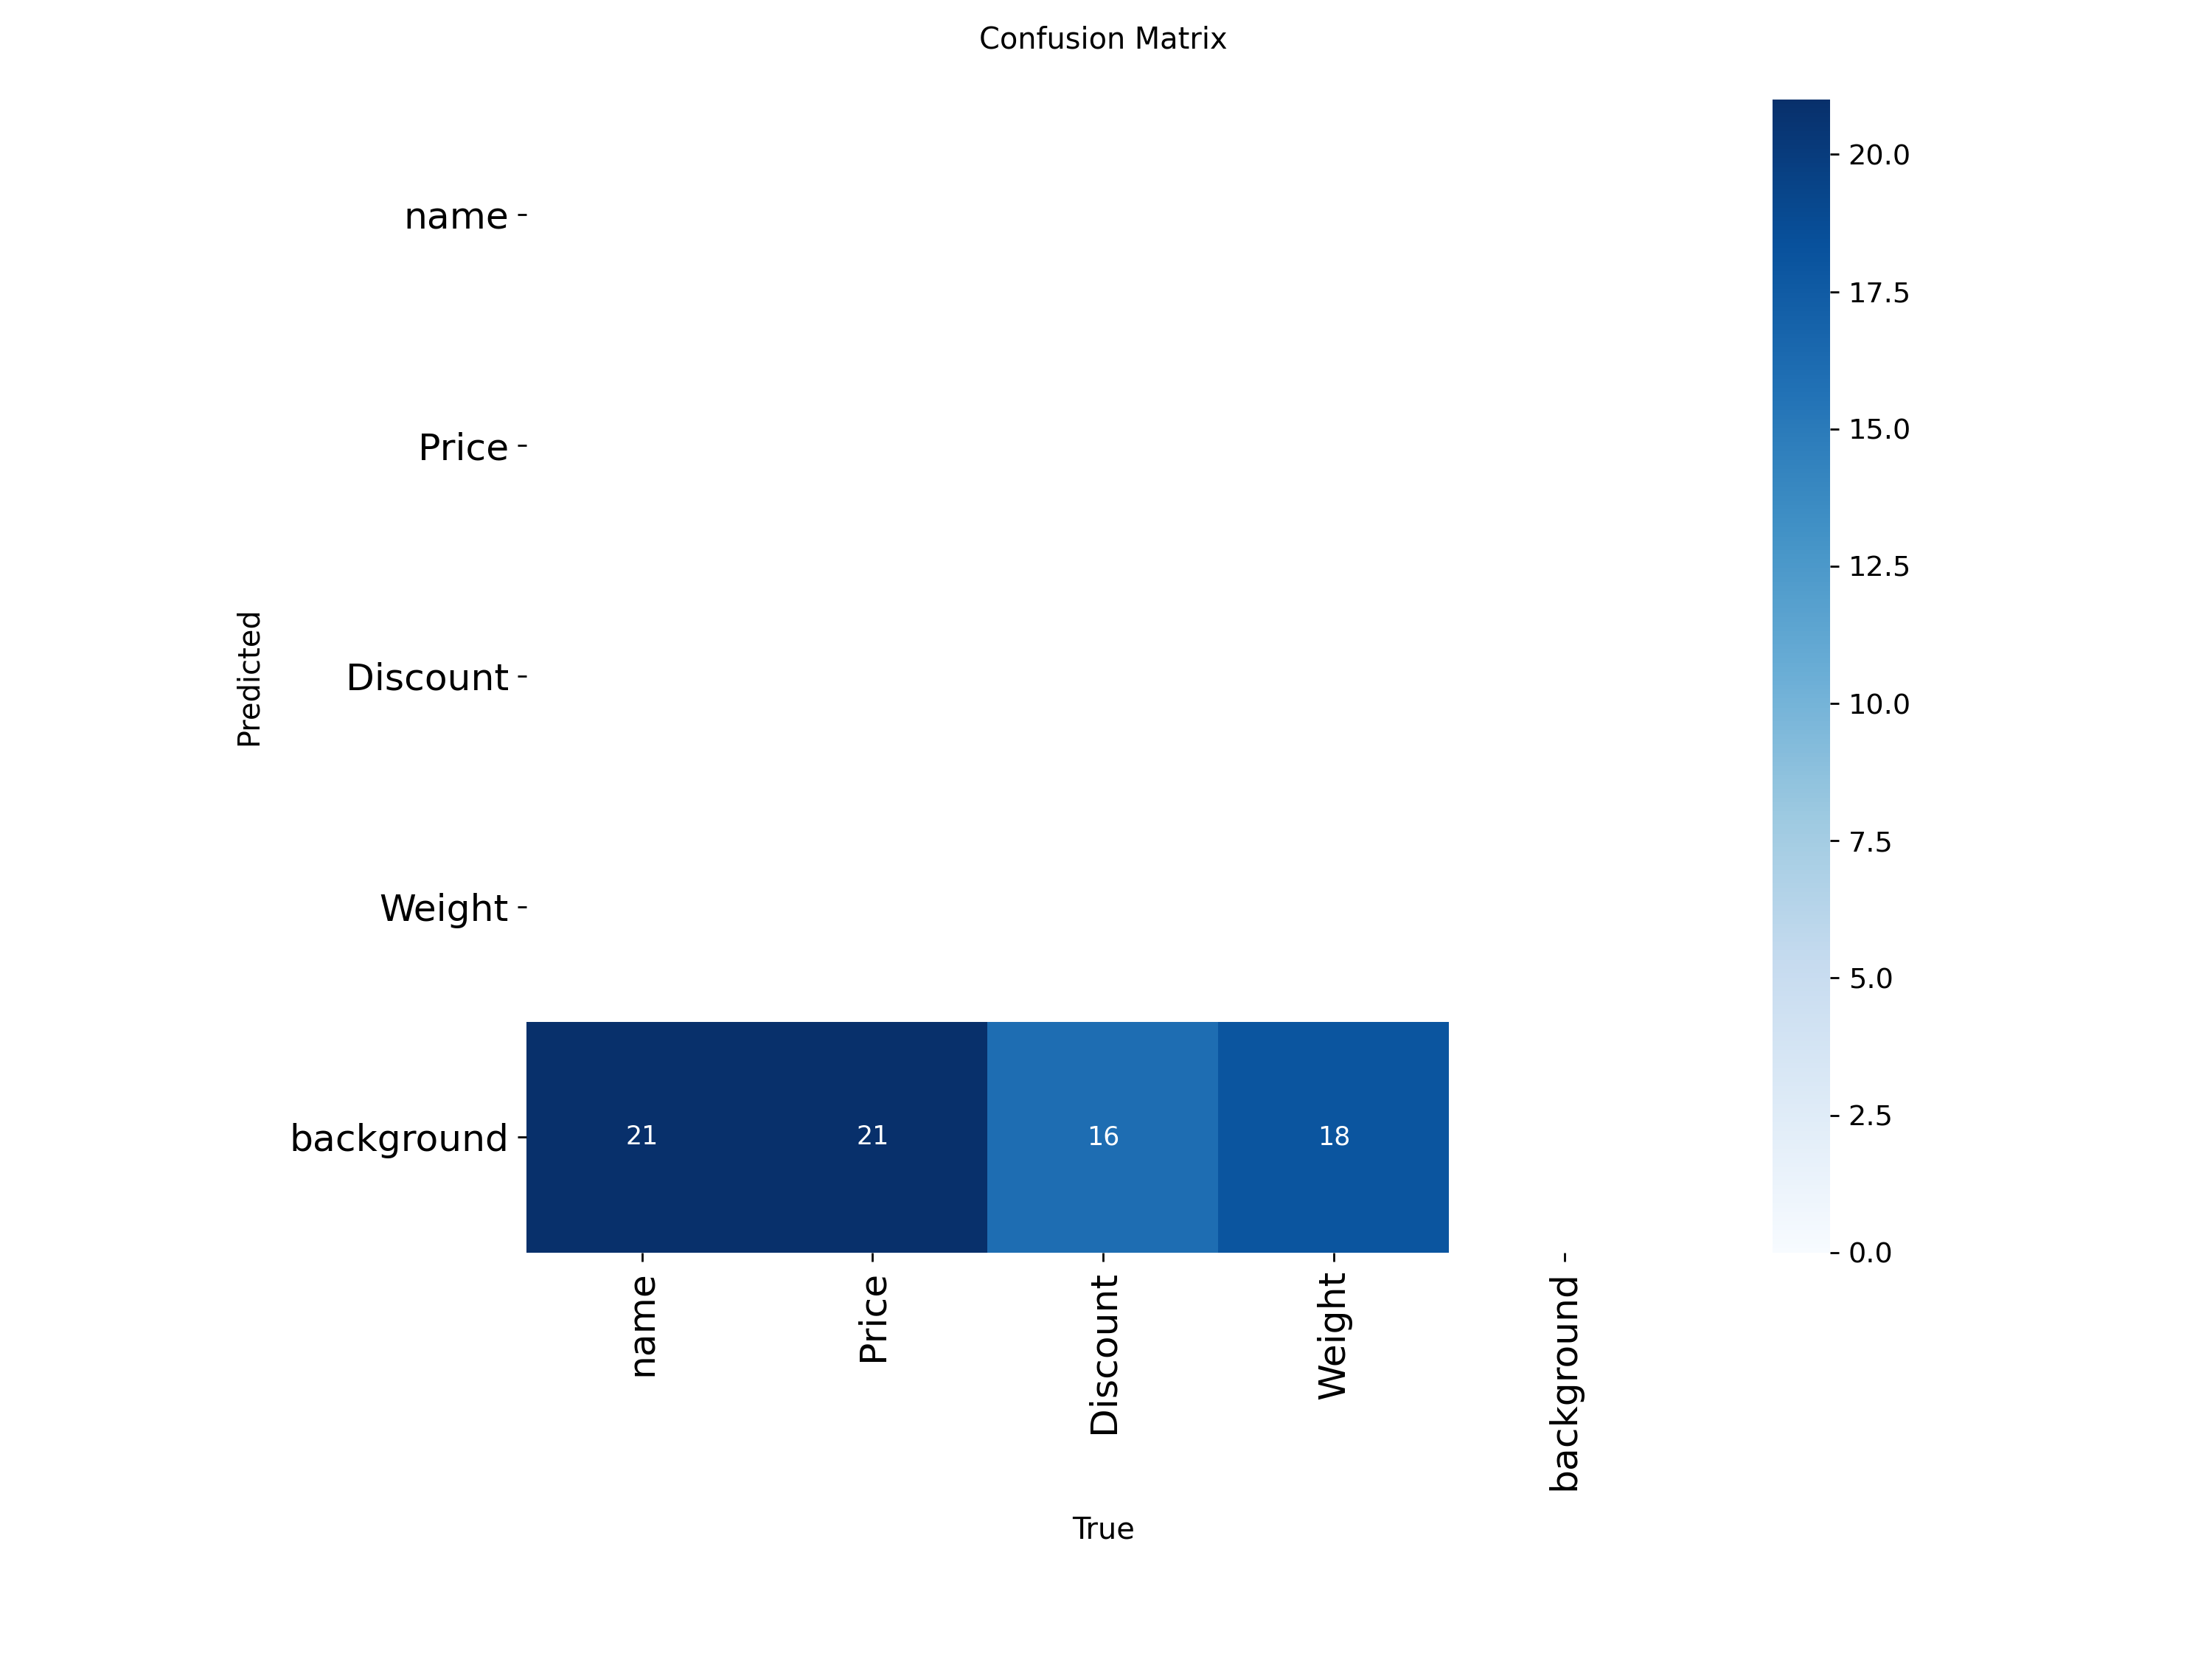 Confusion Matrix
name
Price
Discount
Weight
background
Predicted
21 21 16 18
name Price Discount Weight background
True
20.0
17.5
15.0
12.5
10.0
7.5
5.0
2.5
0.0